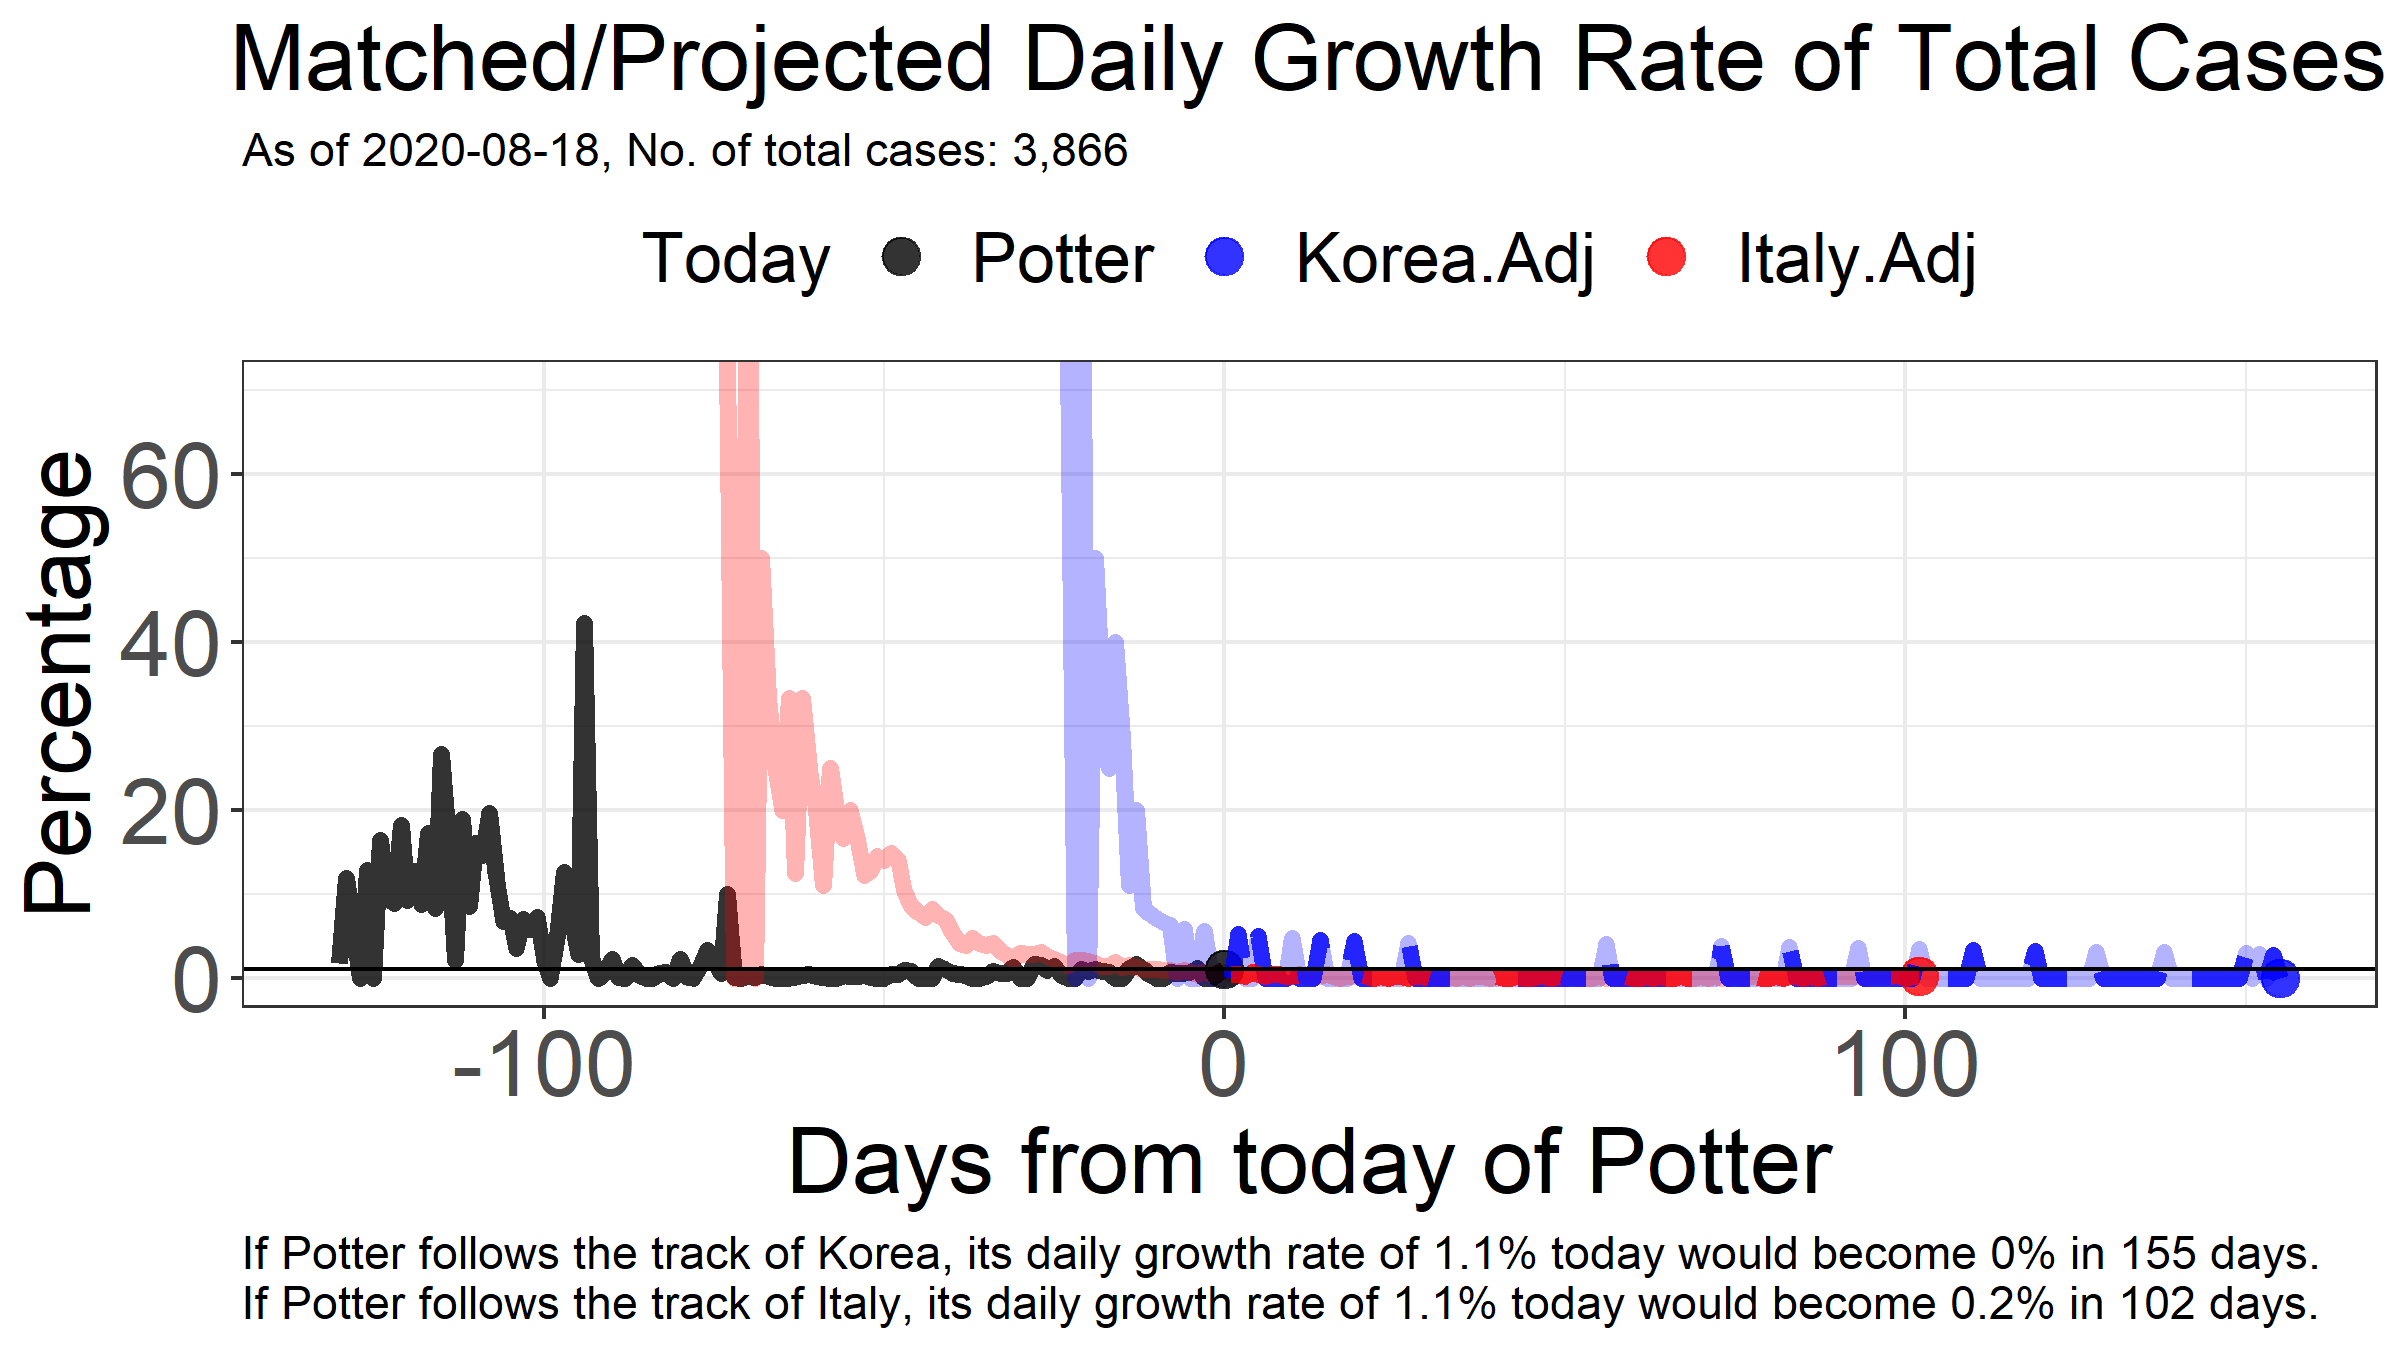 Matched/Projected Daily Growth Rate of Total Cases
As of 2020-08-18, No. of total cases: 3,866
Today Potter Korea.Adj Italy.Adj
Percentage
60
40
20
0
-100 0 100
Days from today of Potter
If Potter follows the track of Korea, its daily growth rate of 1.1% today would become 0% in 155 days.
If Potter follows the track of Italy, its daily growth rate of 1.1% today would become 0.2% in 102 days.